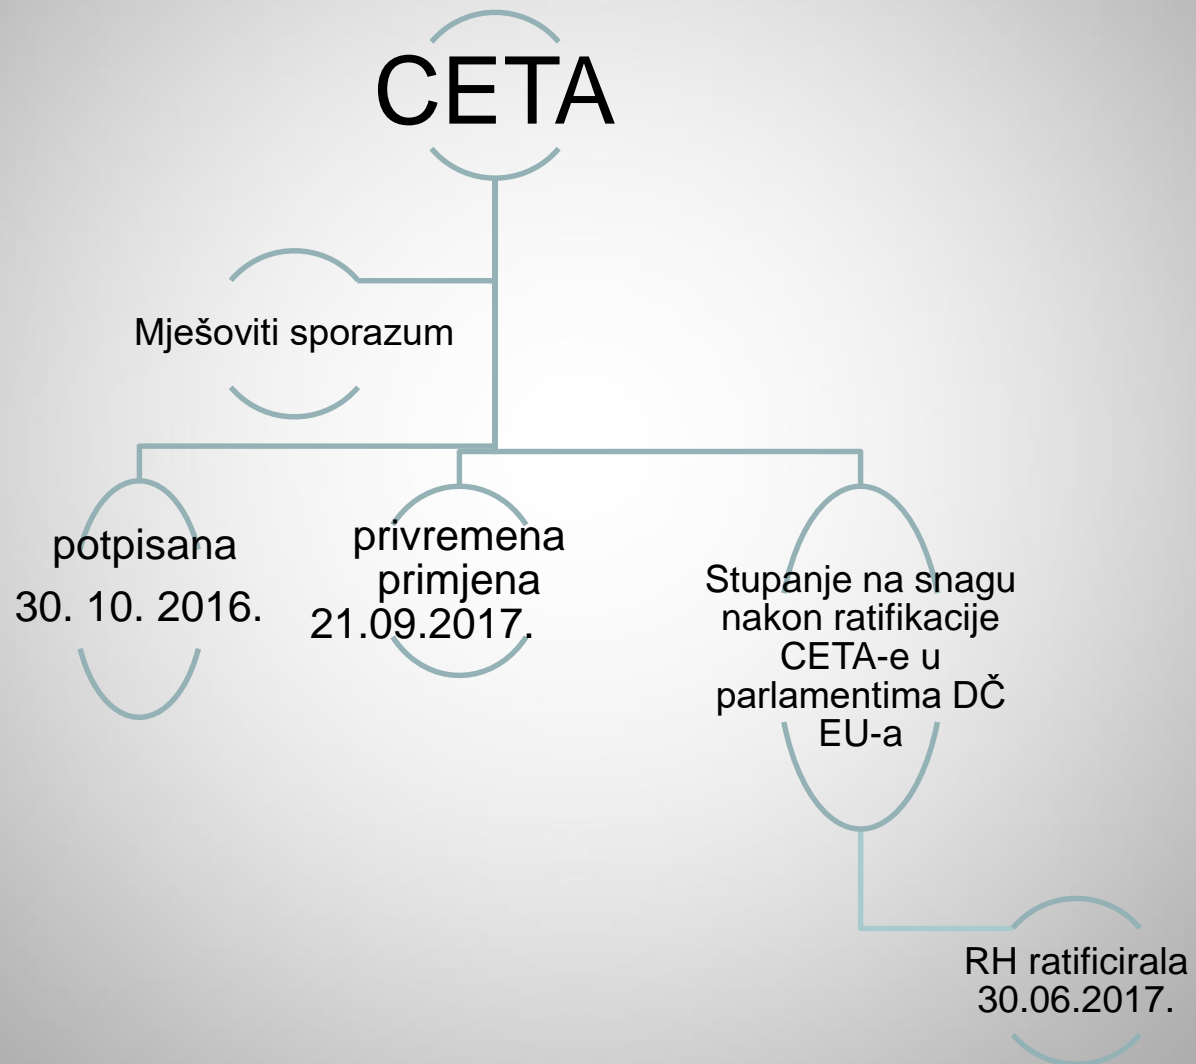 CETA
Mješoviti sporazum
potpisana
30. 10. 2016.
privremena
primjena
21.09.2017.
Stupanje na snagu
nakon ratifikacije
CETA-e u
parlamentima DČ
EU-a
RH ratificirala
30.06.2017.